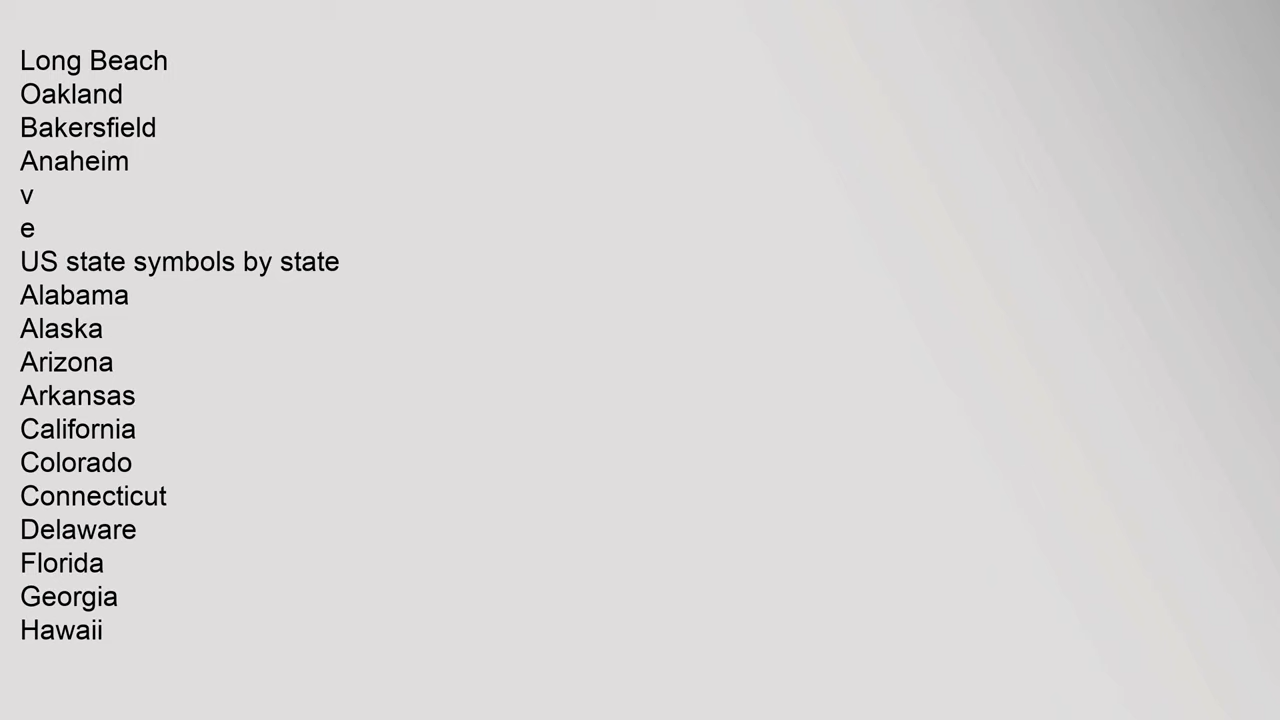 Long Beach
Oakland
Bakersfield
Anaheim
v
e
US state symbols by state
Alabama
Alaska
Arizona
Arkansas
California
Colorado
Connecticut
Delaware
Florida
Georgia
Hawaii